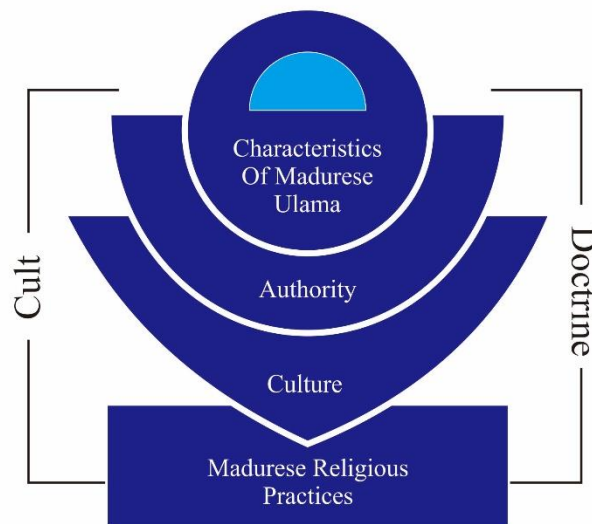 Characteristics
Of Madurese
Ulama
Authority
Culture
Madurese Religious
Practices
Cult
Doctrine